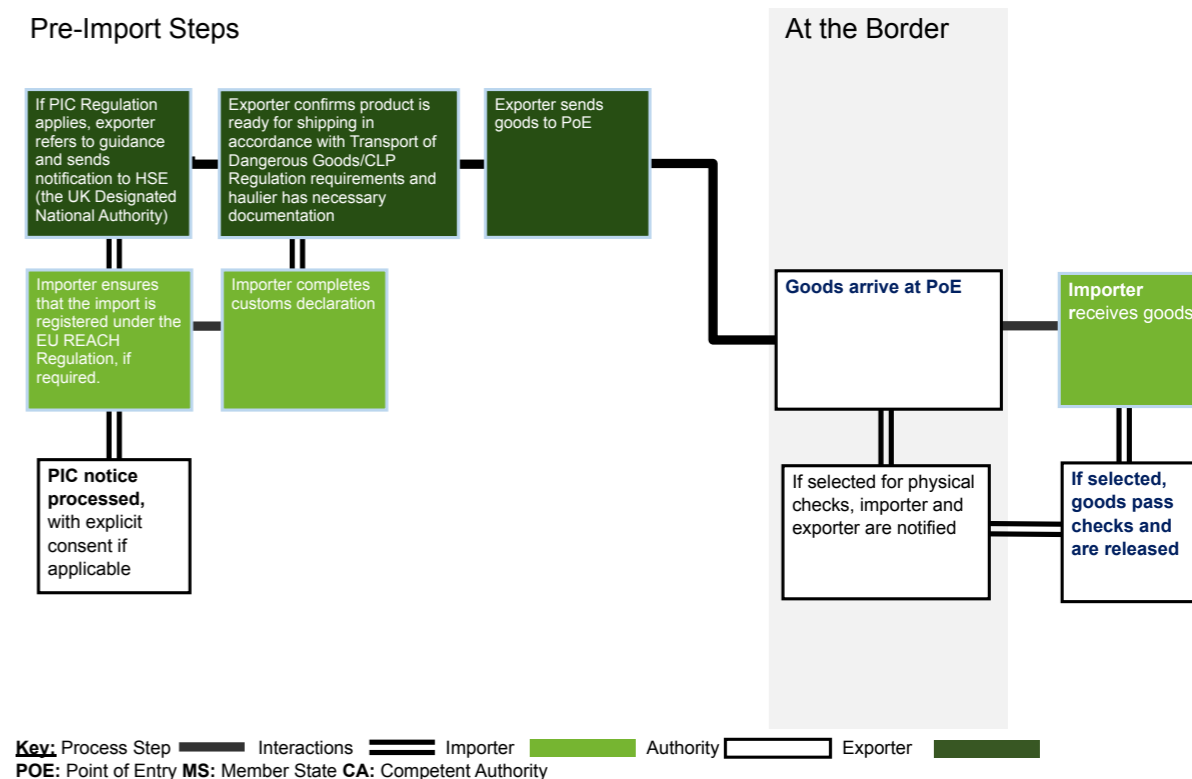 Pre-Import Steps
At the Border
If PIC Regulation
applies, exporter
refers to guidance
and sends
notification to HSE
(the UK Designated
National Authority)
Exporter confirms product is
ready for shipping in
accordance with Transport of
Dangerous Goods/CLP
Regulation requirements and
haulier has necessary
documentation
Exporter sends
goods to PoE
Importer ensures
that the import is
registered under the
EU REACH
Regulation, if
required.
Importer completes
customs declaration
Goods arrive at PoE
Importer
receives goods
PIC notice
processed,
with explicit
consent if
applicable
If selected for physical
checks, importer and
exporter are notified
If selected,
goods pass
checks and
are released
Key: Process Step Interactions Importer Authority Exporter
POE: Point of Entry MS: Member State CA: Competent Authority